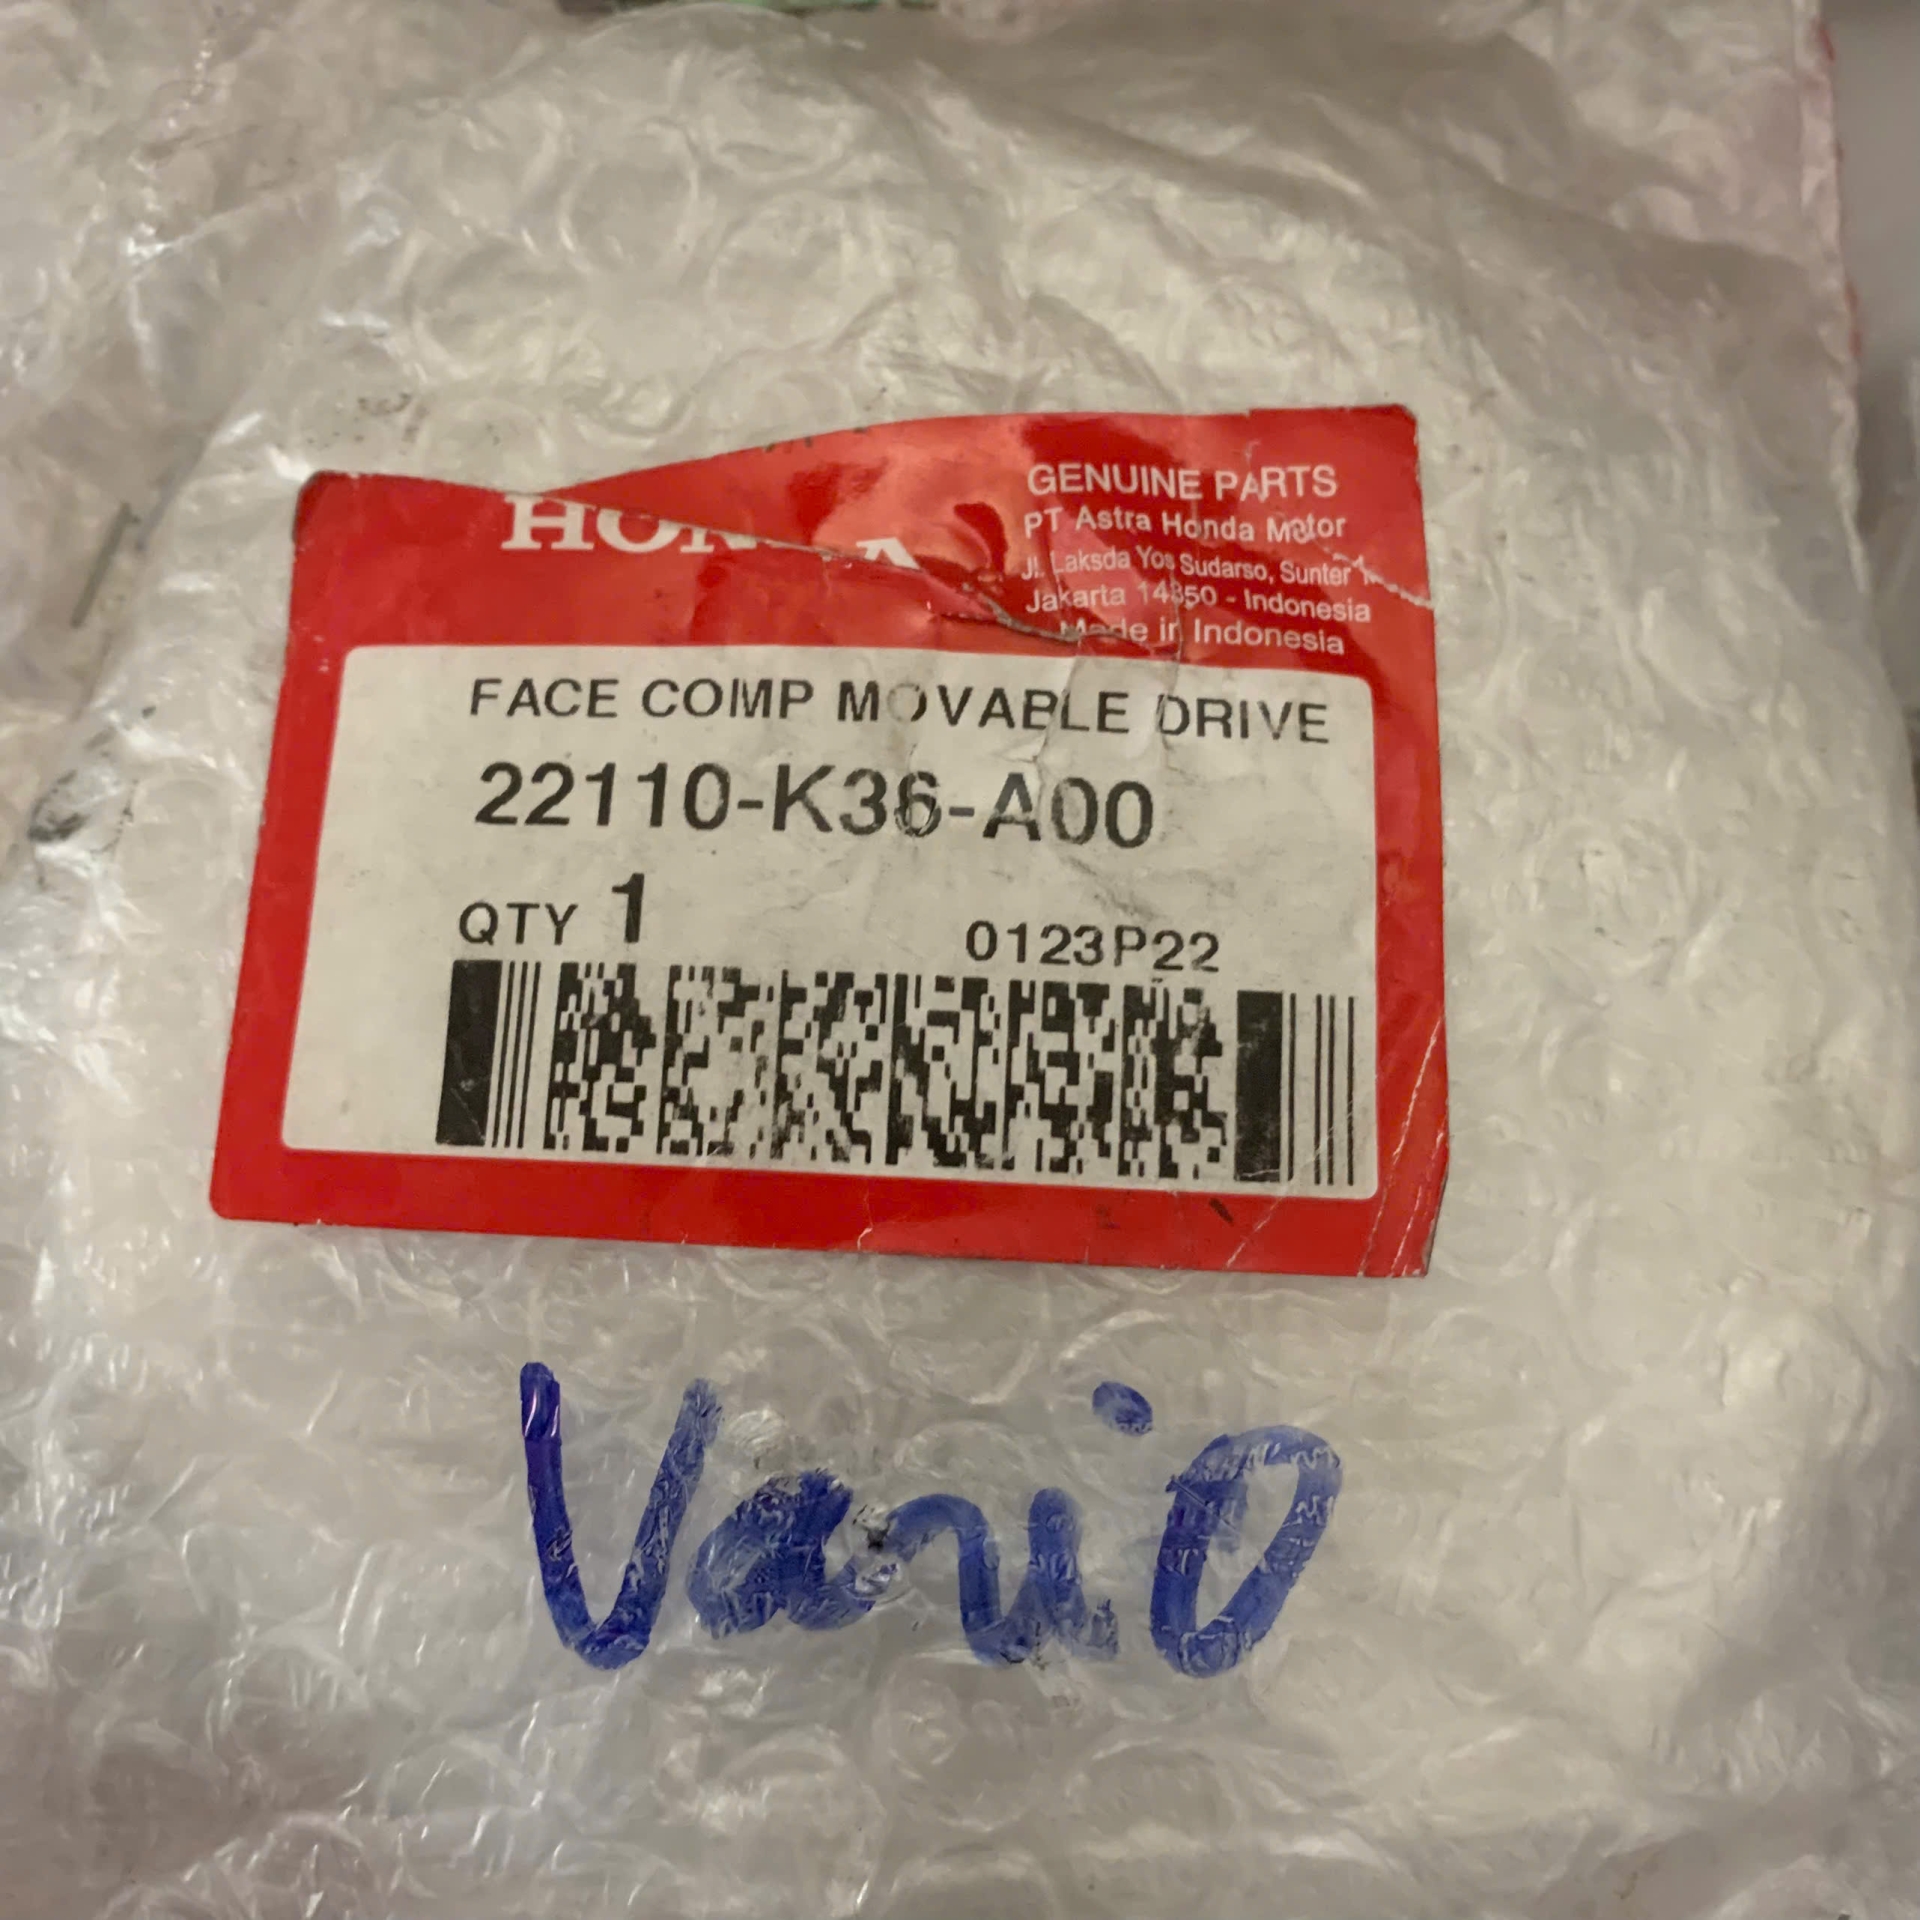 HONDA
GENUINE PARTS
PT Astra Honda Motor
Jl. Laksda Yos Sudarso, Sunter 1
Jakarta 14350 - Indonesia
Made in Indonesia
FACE COMP MOVABLE DRIVE
22110-K36-A00
QTY 1
0123P22
Vario